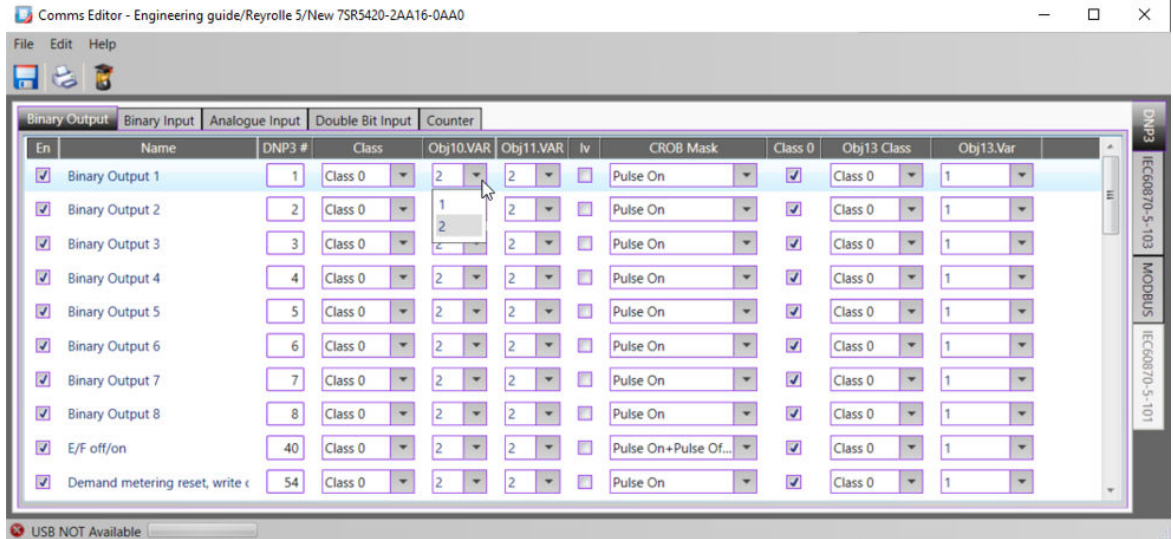 Comms Editor - Engineering guide/Reyrolle 5/New 7SR5420-2AA16-0AA0
File Edit Help
Binary Output Binary Input Analogue Input Double Bit Input Counter
En Name DNP3 # Class Obj10.VAR Obj11.VAR Iv CROB Mask Class 0 Obj13 Class Obj13.Var
Binary Output 1 1 Class 0 2 2 Pulse On Class 0 1
1
2
Binary Output 2 2 Class 0 2 Pulse On Class 0 1
Binary Output 3 3 Class 0 2 2 Pulse On Class 0 1
Binary Output 4 4 Class 0 2 2 Pulse On Class 0 1
Binary Output 5 5 Class 0 2 2 Pulse On Class 0 1
Binary Output 6 6 Class 0 2 2 Pulse On Class 0 1
Binary Output 7 7 Class 0 2 2 Pulse On Class 0 1
Binary Output 8 8 Class 0 2 2 Pulse On Class 0 1
E/F off/on 40 Class 0 2 2 Pulse On+Pulse Of... Class 0 1
Demand metering reset, write 54 Class 0 2 2 Pulse On Class 0 1
DNP3
IEC60870-5-103
MODBUS
IEC60870-5-101
USB NOT Available